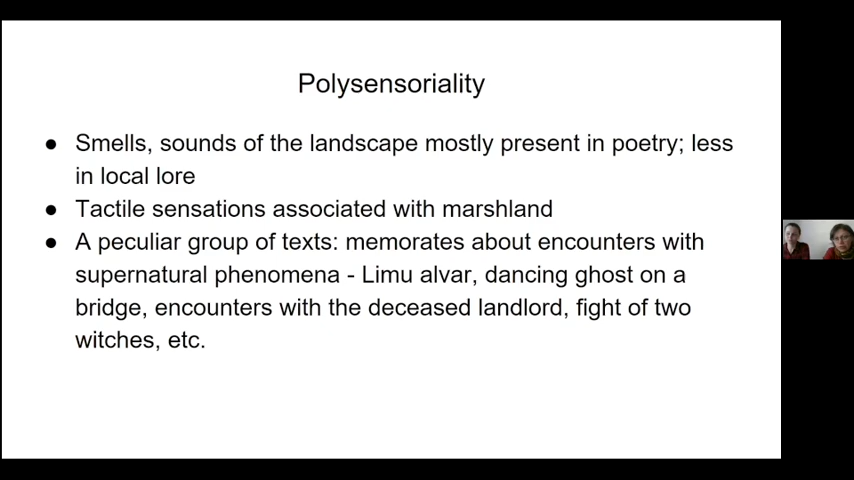 Polysensoriality
● Smells, sounds of the landscape mostly present in poetry; less
in local lore
● Tactile sensations associated with marshland
● A peculiar group of texts: memorates about encounters with
supernatural phenomena - Limu alvar, dancing ghost on a
bridge, encounters with the deceased landlord, fight of two
witches, etc.